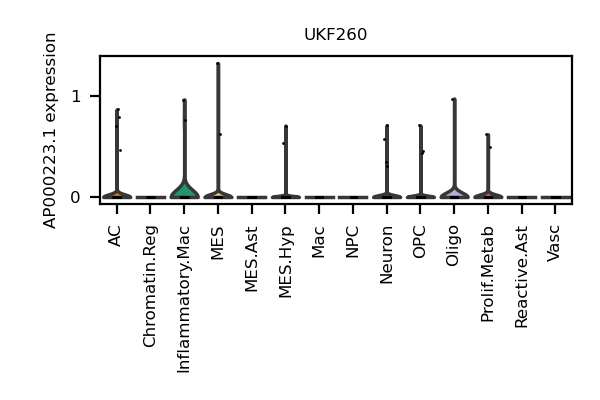 UKF260
AP000223.1 expression
1
0
AC
Chromatin.Reg
Inflammatory.Mac
MES
MES.Ast
MES.Hyp
Mac
NPC
Neuron
OPC
Oligo
Prolif.Metab
Reactive.Ast
Vasc